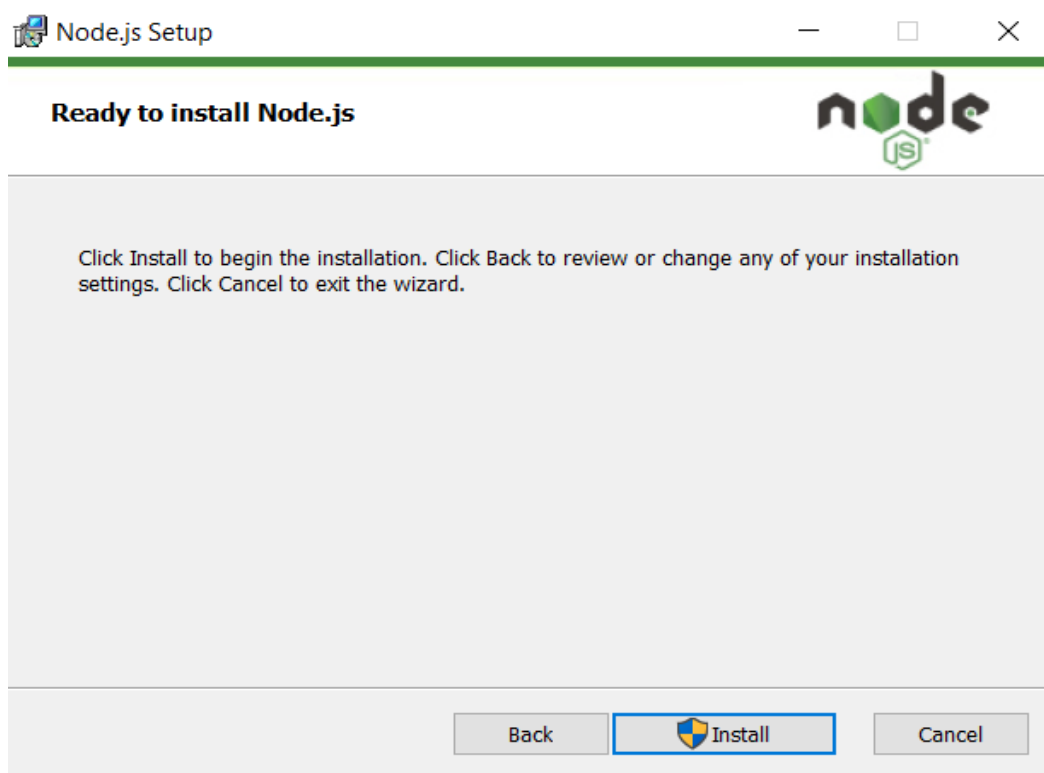 Node.js Setup
Ready to install Node.js
node
JS
Click Install to begin the installation. Click Back to review or change any of your installation
settings. Click Cancel to exit the wizard.
Back
Install
Cancel